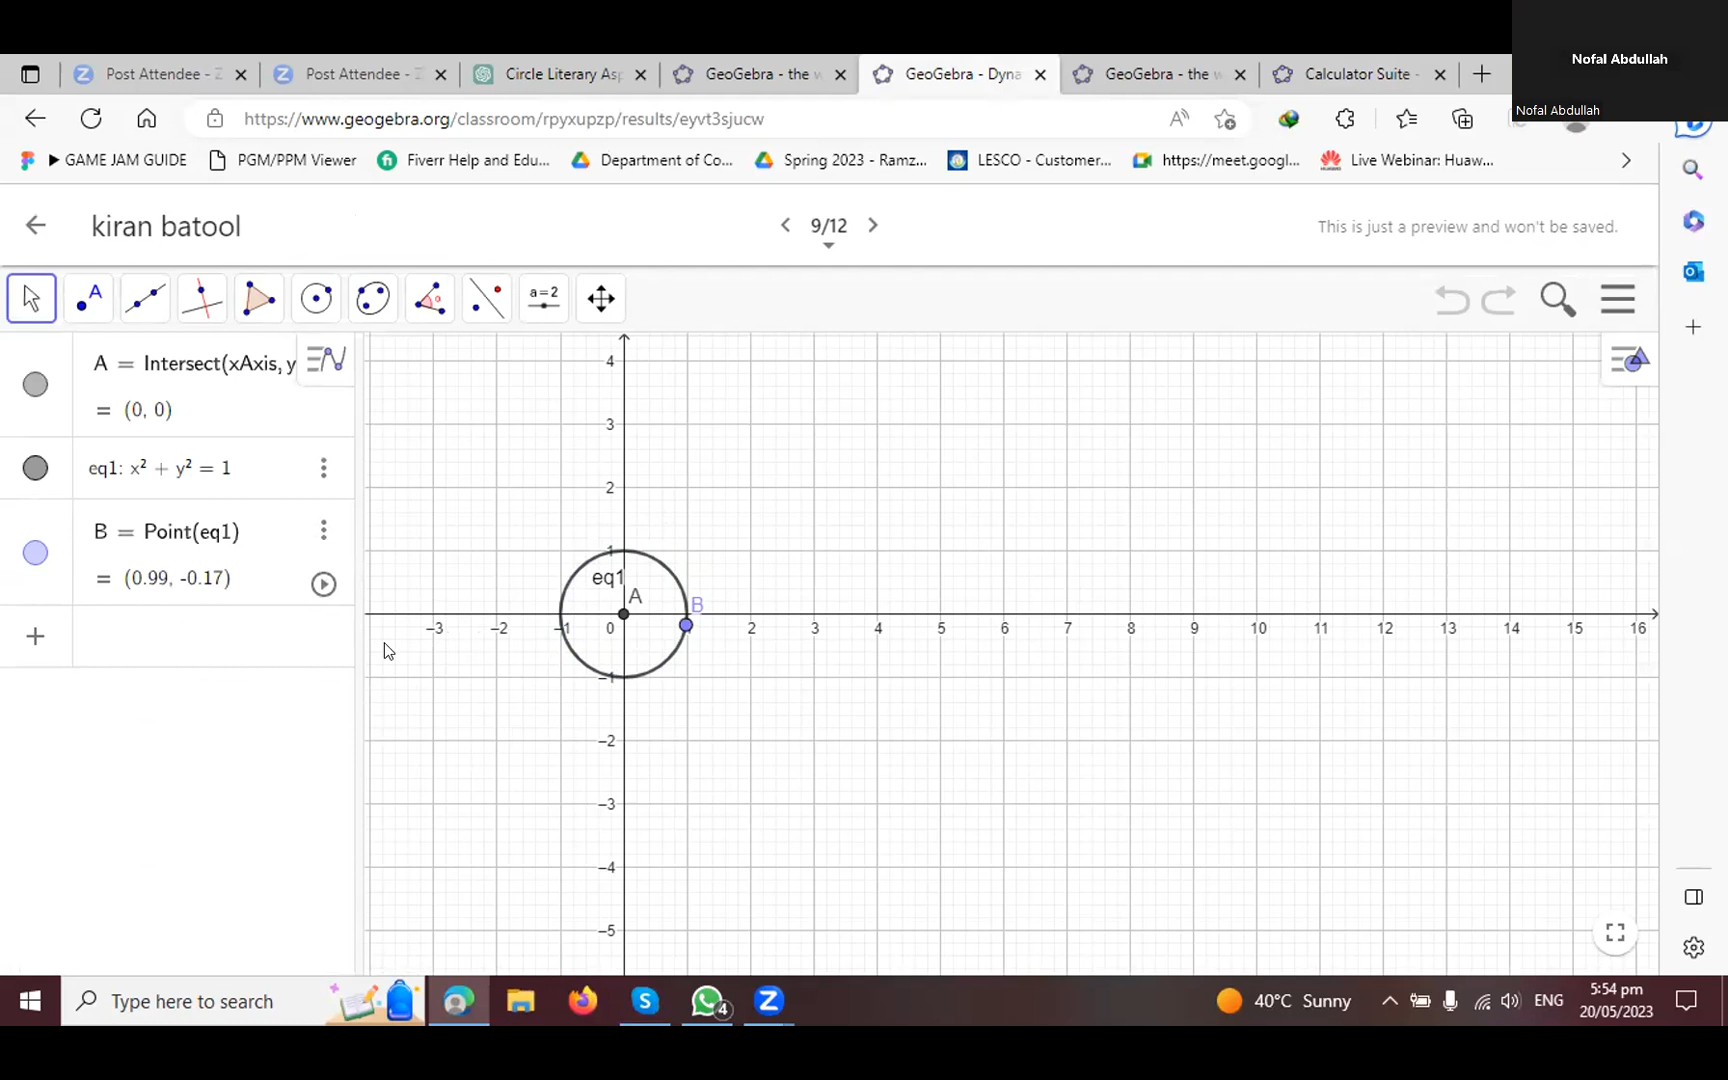 Nofal Abdullah
Nofal Abdullah
Post Attendee - Z
Post Attendee - Z
Circle Literary Asp
GeoGebra - the w
GeoGebra - Dyna
GeoGebra - the w
Calculator Suite -
https://www.geogebra.org/classroom/rpyxupzp/results/eyvt3sjucw
GAME JAM GUIDE
PGM/PPM Viewer
Fiverr Help and Edu...
Department of Co...
Spring 2023 - Ramz...
LESCO - Customer...
https://meet.googl...
Live Webinar: Huaw...
kiran batool
9/12
This is just a preview and won't be saved.
A
a=2
A = Intersect(xAxis, y
= (0, 0)
eq1: x² + y² = 1
B = Point(eq1)
= (0.99, -0.17)
4
3
2
1
eq1
A
B
−3 −2 −1 0 1 2 3 4 5 6 7 8 9 10 11 12 13 14 15 16
−1
−2
−3
−4
−5
Type here to search
4
40°C Sunny
ENG
5:54 pm
20/05/2023